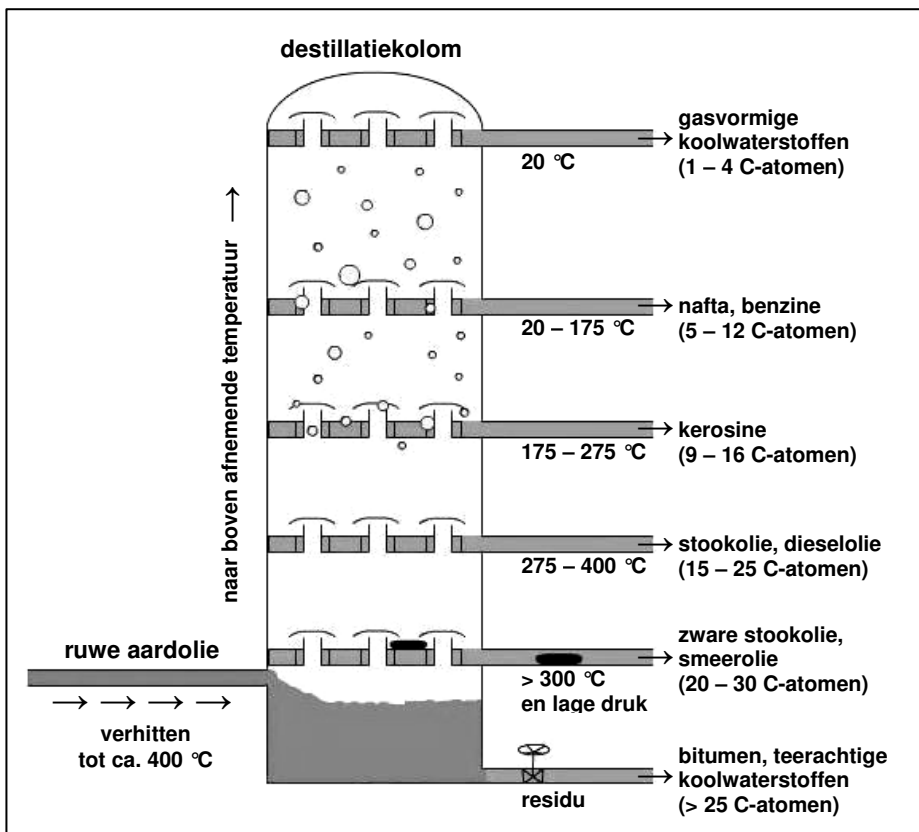 destillatiekolom
gasvormige
koolwaterstoffen
(1 – 4 C-atomen)
20 °C
naar boven afnemende temperatuur
nafta, benzine
(5 – 12 C-atomen)
20 – 175 °C
kerosine
(9 – 16 C-atomen)
175 – 275 °C
stookolie, dieselolie
(15 – 25 C-atomen)
275 – 400 °C
zware stookolie,
smeerolie
(20 – 30 C-atomen)
> 300 °C
en lage druk
ruwe aardolie
verhitten
tot ca. 400 °C
bitumen, teerachtige
koolwaterstoffen
(> 25 C-atomen)
residu